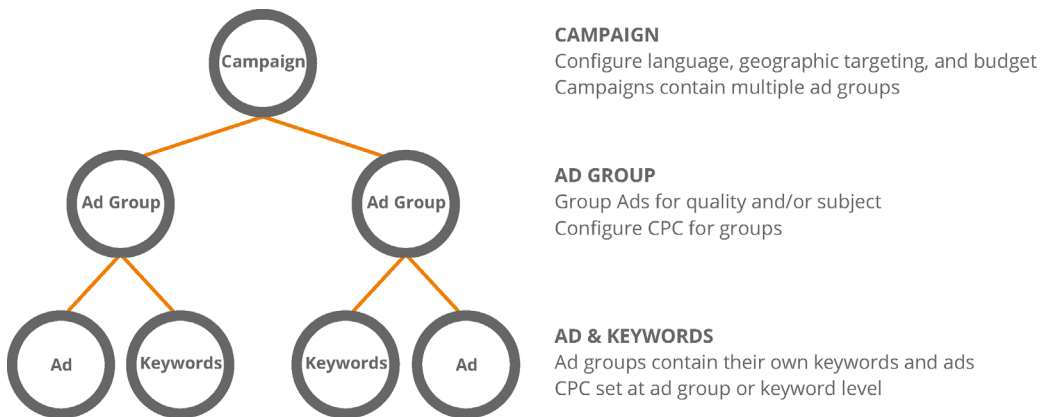 Campaign
CAMPAIGN
Configure language, geographic targeting, and budget
Campaigns contain multiple ad groups
Ad Group
Ad Group
AD GROUP
Group Ads for quality and/or subject
Configure CPC for groups
Ad
Keywords
Keywords
Ad
AD & KEYWORDS
Ad groups contain their own keywords and ads
CPC set at ad group or keyword level